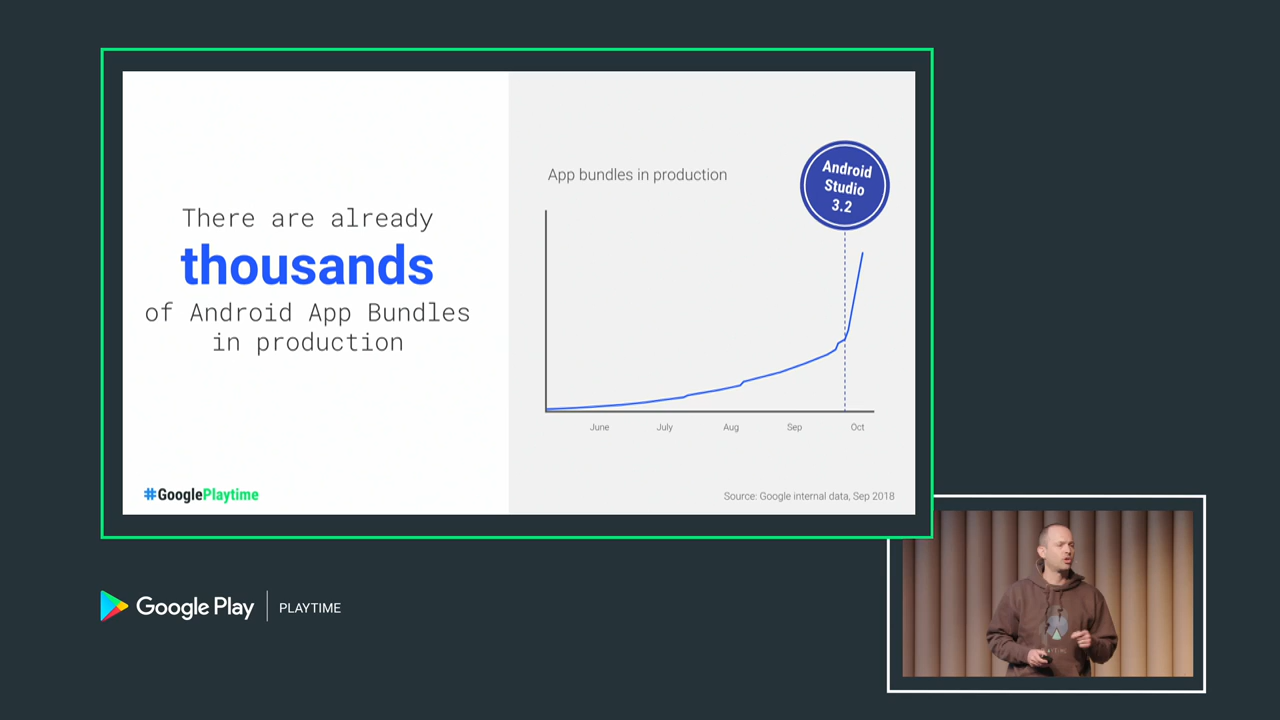 There are already
thousands
of Android App Bundles
in production
#GooglePlaytime
App bundles in production
Android
Studio
3.2
June July Aug Sep Oct
Source: Google internal data, Sep 2018
Google Play | PLAYTIME